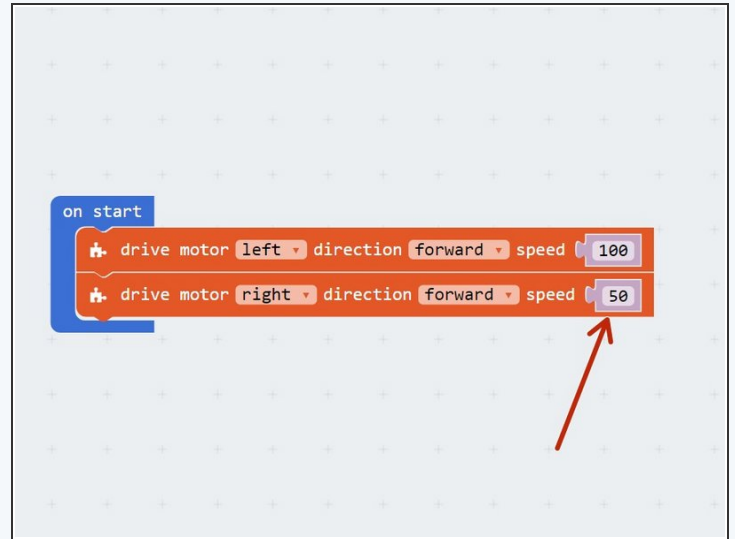 on start
drive motor left direction forward speed 100
drive motor right direction forward speed 50